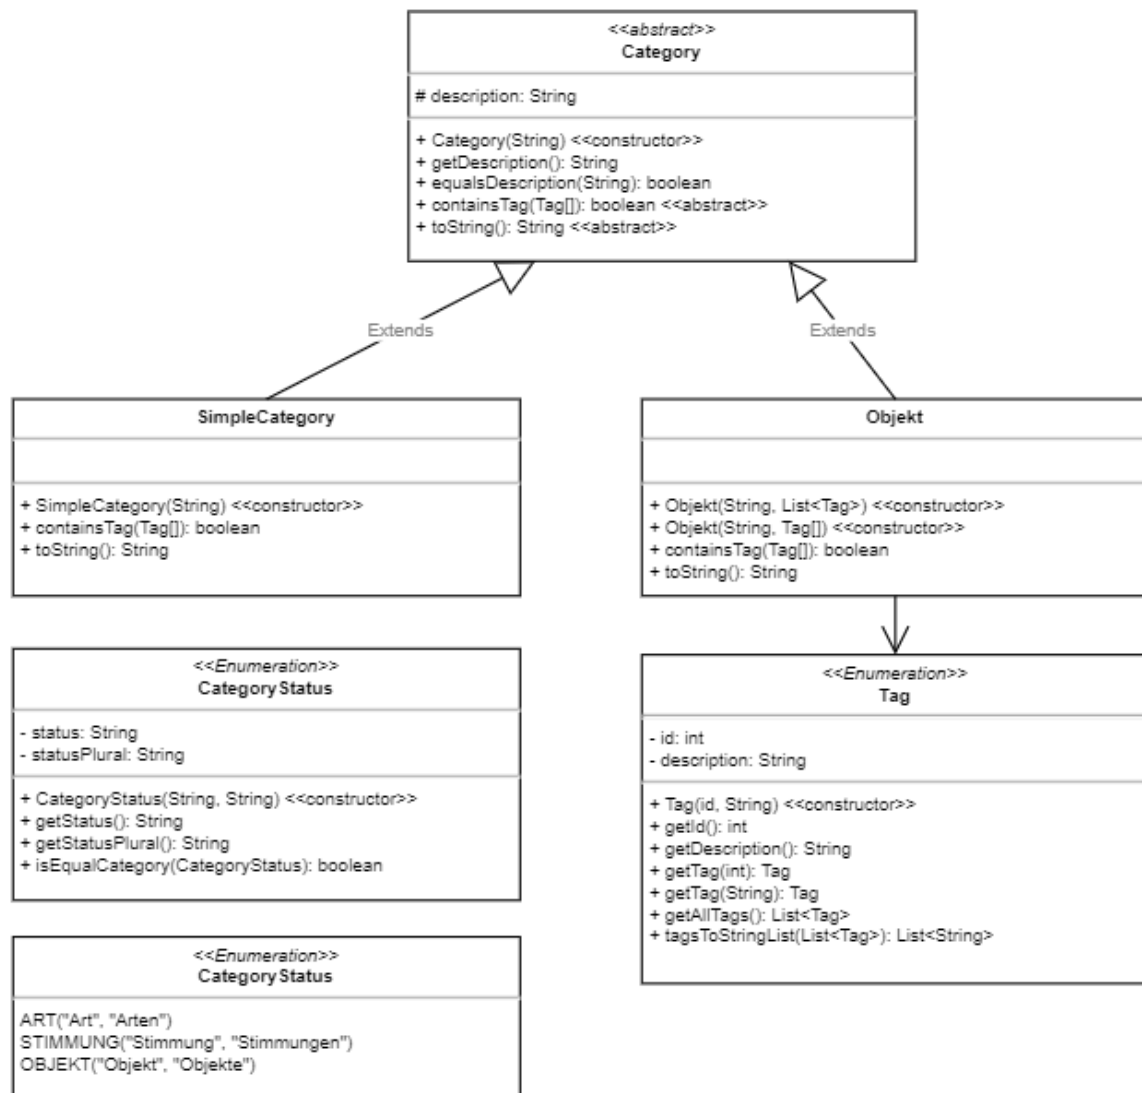 <<abstract>>
Category
# description: String
+ Category(String) <<constructor>>
+ getDescription(): String
+ equalsDescription(String): boolean
+ containsTag(Tag[]): boolean <<abstract>>
+ toString(): String <<abstract>>
Extends
Extends
SimpleCategory
+ SimpleCategory(String) <<constructor>>
+ containsTag(Tag[]): boolean
+ toString(): String
Objekt
+ Objekt(String, List<Tag>) <<constructor>>
+ Objekt(String, Tag[]) <<constructor>>
+ containsTag(Tag[]): boolean
+ toString(): String
<<Enumeration>>
CategoryStatus
- status: String
- statusPlural: String
+ CategoryStatus(String, String) <<constructor>>
+ getStatus(): String
+ getStatusPlural(): String
+ isEqualCategory(CategoryStatus): boolean
<<Enumeration>>
Tag
- id: int
- description: String
+ Tag(id, String) <<constructor>>
+ getId(): int
+ getDescription(): String
+ getTag(int): Tag
+ getTag(String): Tag
+ getAllTags(): List<Tag>
+ tagsToStringList(List<Tag>): List<String>
<<Enumeration>>
CategoryStatus
ART("Art", "Arten")
STIMMUNG("Stimmung", "Stimmungen")
OBJEKT("Objekt", "Objekte")